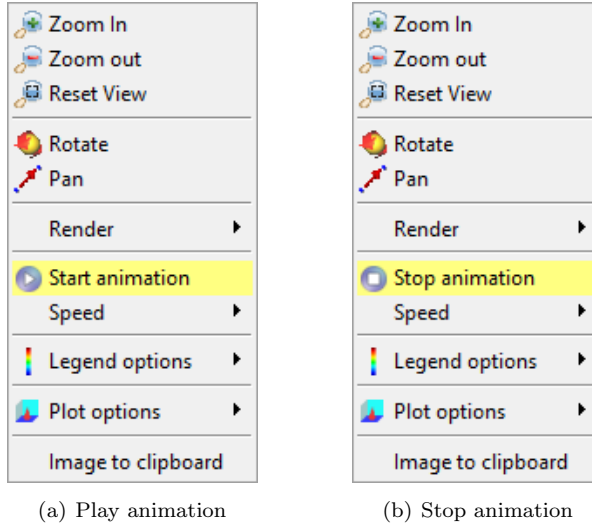 Zoom In
Zoom out
Reset View
Rotate
Pan
Render
Start animation
Speed
Legend options
Plot options
Image to clipboard
(a) Play animation
Zoom In
Zoom out
Reset View
Rotate
Pan
Render
Stop animation
Speed
Legend options
Plot options
Image to clipboard
(b) Stop animation